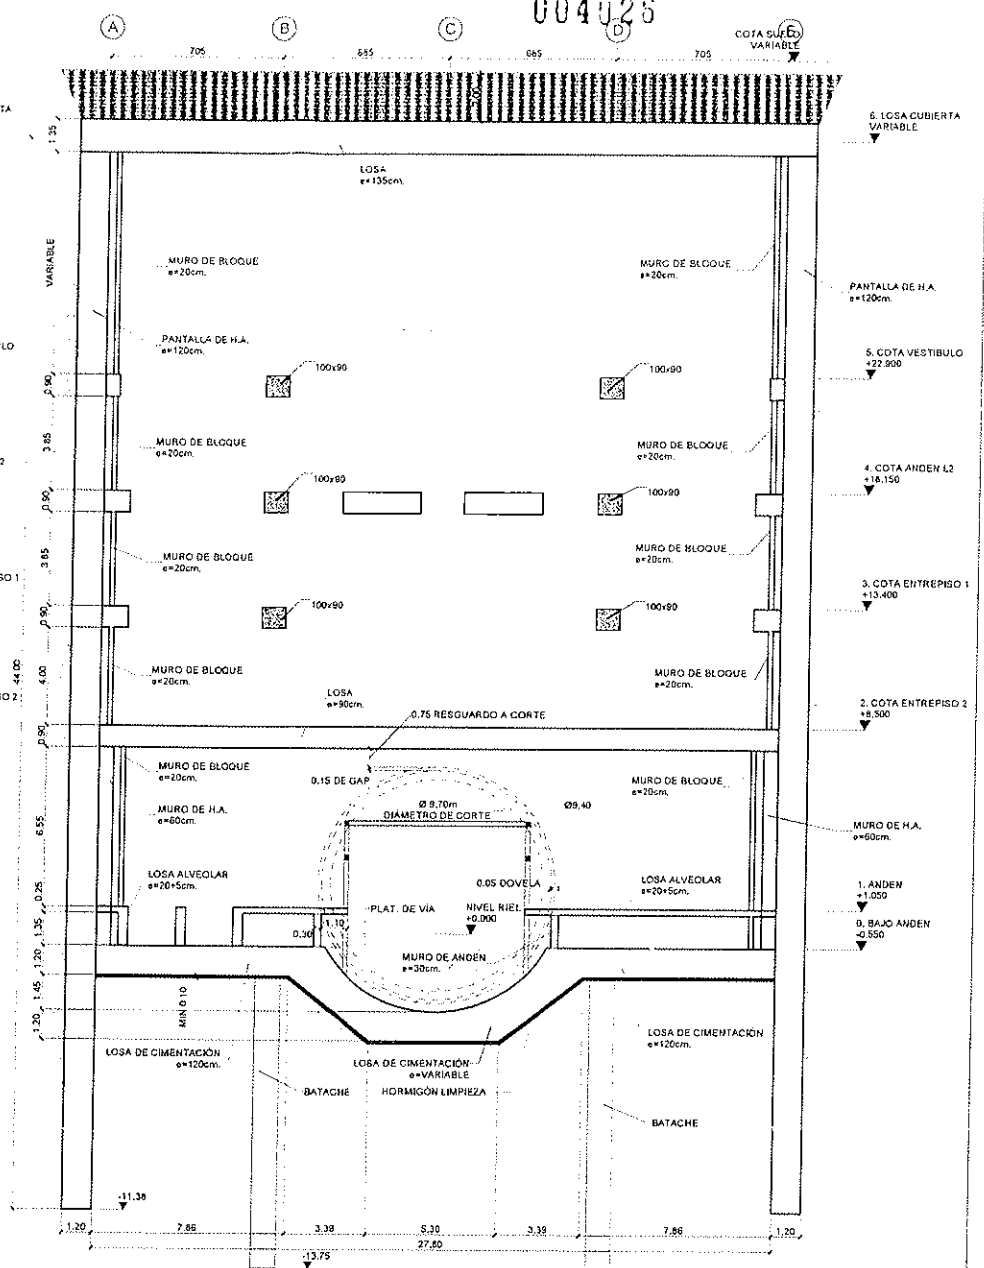 004026
A B C D E
705 685 685 705
COTA SUELO
VARIABLE
TA
1.35
6. LOSA CUBIERTA
VARIABLE
LOSA
e=135cm.
VARIABLE
MURO DE BLOQUE
e=20cm.
MURO DE BLOQUE
e=20cm.
PANTALLA DE H.A.
e=120cm.
PANTALLA DE H.A.
e=120cm.
LO
5. COTA VESTIBULO
+22.900
100x90
100x90
0.90
3.85
MURO DE BLOQUE
e=20cm.
MURO DE BLOQUE
e=20cm.
2
4. COTA ANDEN L2
+18.150
100x90
100x90
0.90
3.85
MURO DE BLOQUE
e=20cm.
MURO DE BLOQUE
e=20cm.
SO 1
3. COTA ENTREPISO 1
+13.400
100x90
100x90
0.90
44.00
4.00
MURO DE BLOQUE
e=20cm.
MURO DE BLOQUE
e=20cm.
SO 2
LOSA
e=90cm.
2. COTA ENTREPISO 2
+8.500
0.75 RESGUARDO A CORTE
0.90
MURO DE BLOQUE
e=20cm.
0.15 DE GAP
MURO DE BLOQUE
e=20cm.
MURO DE H.A.
e=60cm.
Ø 9,70m
DIÁMETRO DE CORTE
Ø9,40
MURO DE H.A.
e=60cm.
6.55
LOSA ALVEOLAR
e=20+5cm.
0.05 DOVELA
LOSA ALVEOLAR
e=20+5cm.
0.25
1. ANDEN
+1.050
PLAT. DE VÍA
NIVEL RIEL
+0.000
1.35
1.10
0.30
0. BAJO ANDEN
-0.550
MURO DE ANDEN
e=30cm.
1.20
1.45
MIN 0.10
1.20
LOSA DE CIMENTACIÓN
e=120cm.
LOSA DE CIMENTACIÓN
e=VARIABLE
LOSA DE CIMENTACIÓN
e=120cm.
BATACHE
HORMIGÓN LIMPIEZA
BATACHE
-11.38
1.20 7.86 3.39 5.30 3.39 7.86 1.20
27.80
-13.75